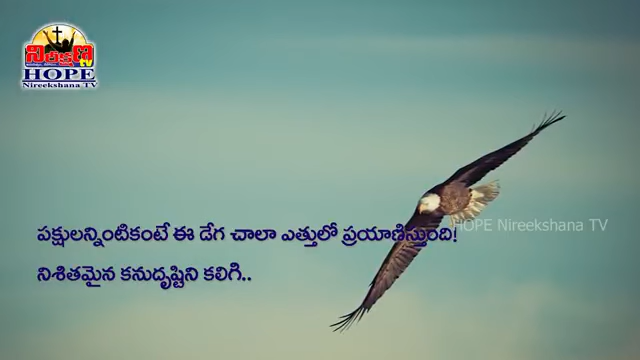 నిరీక్షణ
HOPE
Nireekshana TV
HOPE Nireekshana TV
పక్షులన్నింటికంటే ఈ డేగ చాలా ఎత్తులో ప్రయాణిస్తుంది!
నిశితమైన కనుదృష్టిని కలిగి..